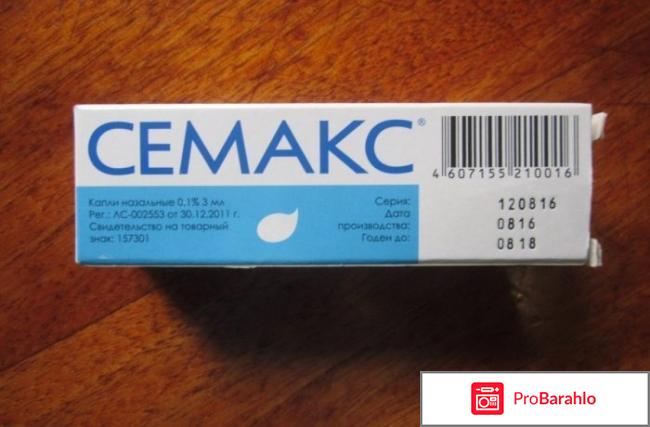 СЕМАКС®
Капли назальные 0,1% 3 мл
Рег.: ЛС-002553 от 30.12.2011 г.
Свидетельство на товарный
знак: 157301
Серия:
Дата
производства:
Годен до:
4 607155 210016
120816
0816
0818
ProBarahlo